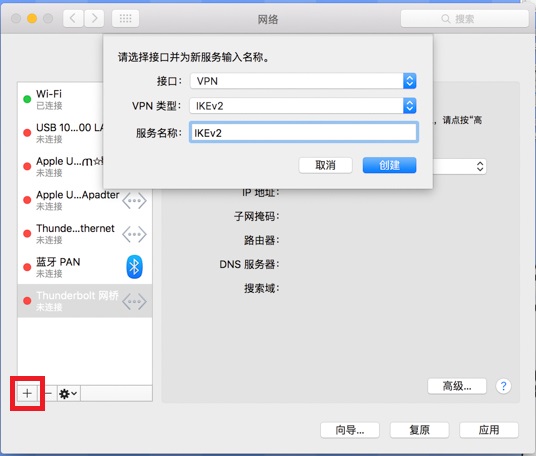 网络
搜索
请选择接口并为新服务输入名称。
接口： VPN
VPN 类型： IKEv2
服务名称： IKEv2
取消 创建
Wi-Fi
已连接
USB 10...00 LA
未连接
未连接
Apple U...Apadter
未连接
Thunde...thernet
未连接
蓝牙 PAN
未连接
Thunderbolt 网桥
未连接
，请点按“高
IP 地址：
子网掩码：
路由器：
DNS 服务器：
搜索域：
高级... ?
向导... 复原 应用